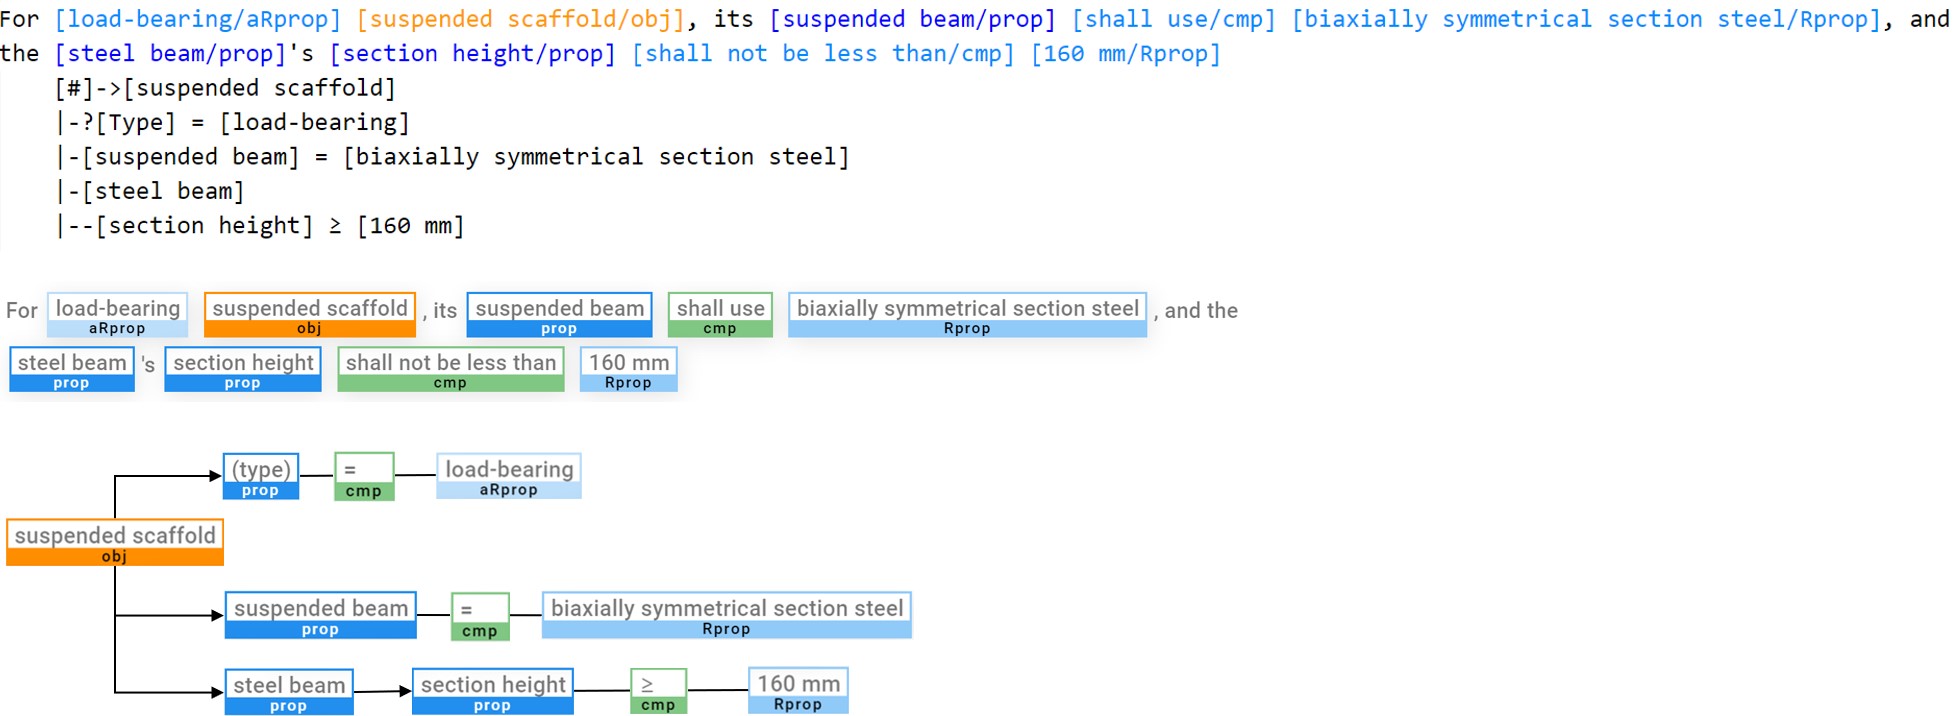 For [load-bearing/aRprop] [suspended scaffold/obj], its [suspended beam/prop] [shall use/cmp] [biaxially symmetrical section steel/Rprop], and
the [steel beam/prop]'s [section height/prop] [shall not be less than/cmp] [160 mm/Rprop]
[#]->[suspended scaffold]
|-?[Type] = [load-bearing]
|-[suspended beam] = [biaxially symmetrical section steel]
|-[steel beam]
|--[section height] ≥ [160 mm]
For load-bearing suspended scaffold , its suspended beam shall use biaxially symmetrical section steel , and the
aRprop obj prop cmp Rprop
steel beam 's section height shall not be less than 160 mm
prop prop cmp Rprop
(type) = load-bearing
prop cmp aRprop
suspended scaffold
obj
suspended beam = biaxially symmetrical section steel
prop cmp Rprop
steel beam section height ≥ 160 mm
prop prop cmp Rprop